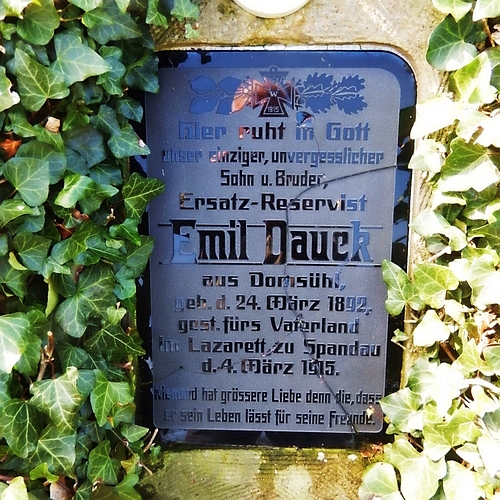 W
1915
Hier ruht in Gott
unser einziger, unvergesslicher
Sohn u. Bruder,
Ersatz-Reservist
Emil Dauck
aus Domsühl,
geb. d. 24. März 1892,
gest. fürs Vaterland
im Lazarett zu Spandau
d. 4. März 1915.
Niemand hat grössere Liebe denn die, dass
er sein Leben lässt für seine Freunde.